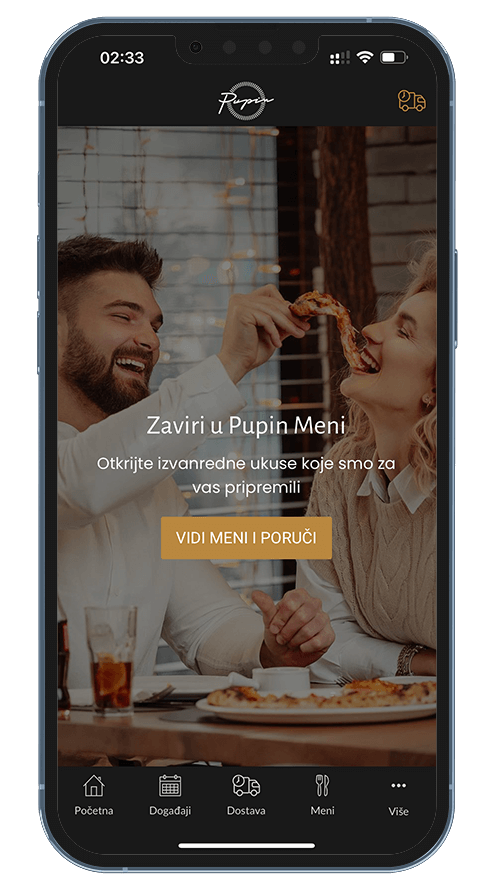 02:33
Pupin
Zaviri u Pupin Meni
Otkrijte izvanredne ukuse koje smo za
vas pripremili
VIDI MENI I PORUČI
Početna
Događaji
Dostava
Meni
Više